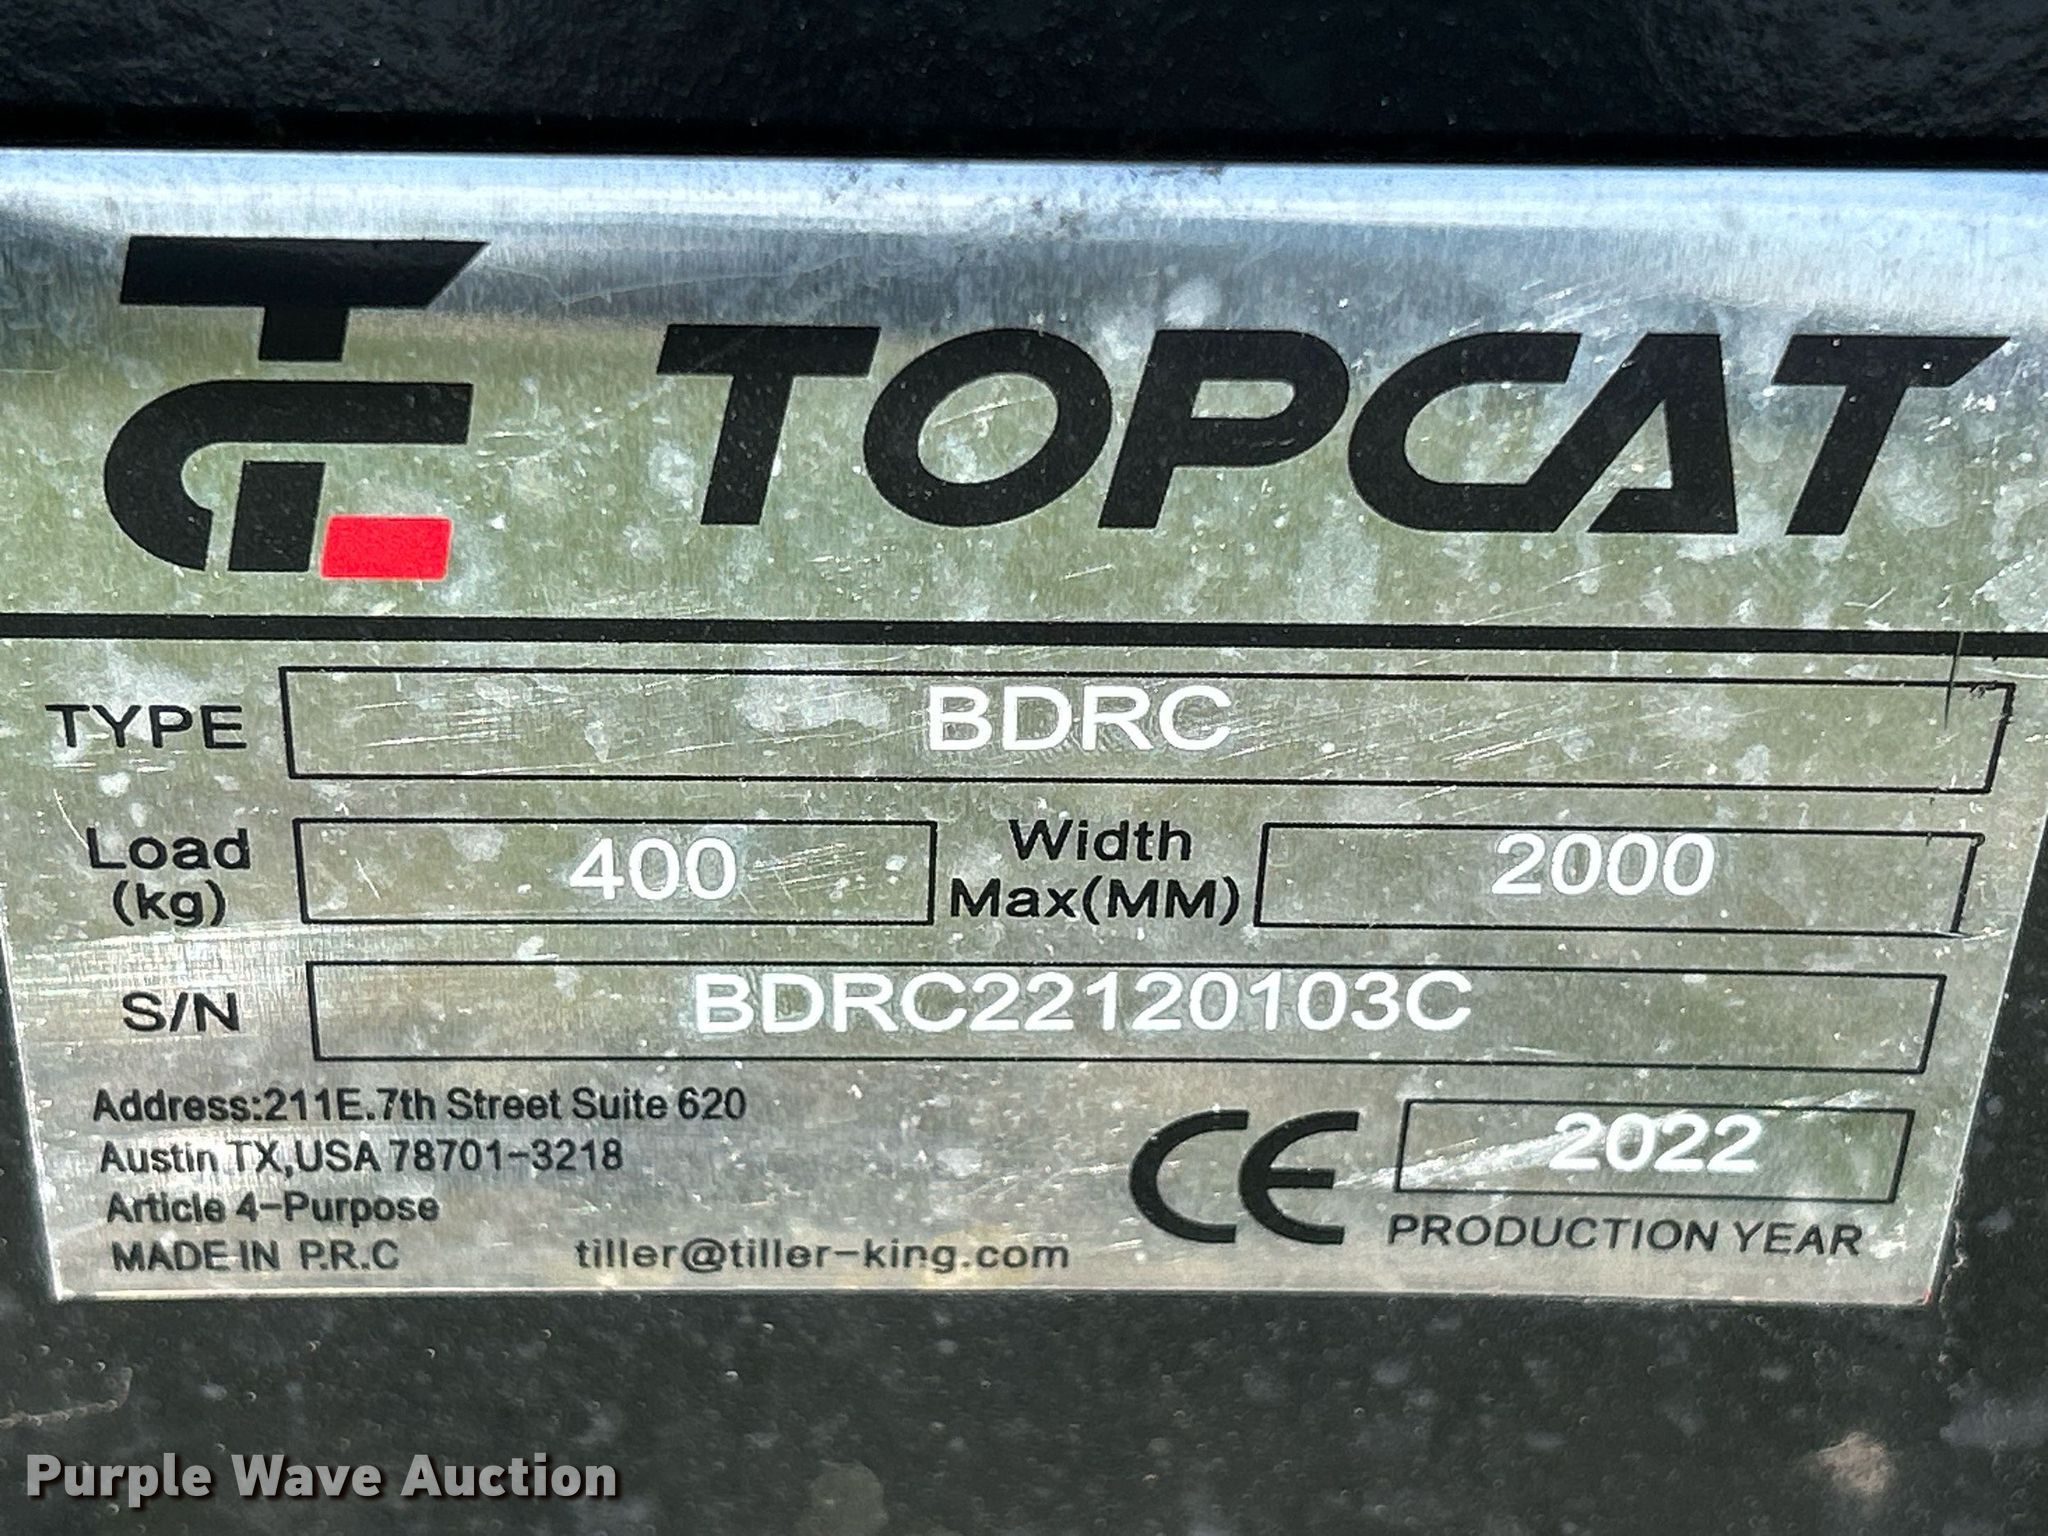 TC TOPCAT
TYPE BDRC
Load (kg) 400 Width Max(MM) 2000
S/N BDRC22120103C
Address:211E.7th Street Suite 620
Austin TX,USA 78701-3218
Article 4-Purpose
MADE IN P.R.C tiller@tiller-king.com
CE 2022
PRODUCTION YEAR
Purple Wave Auction